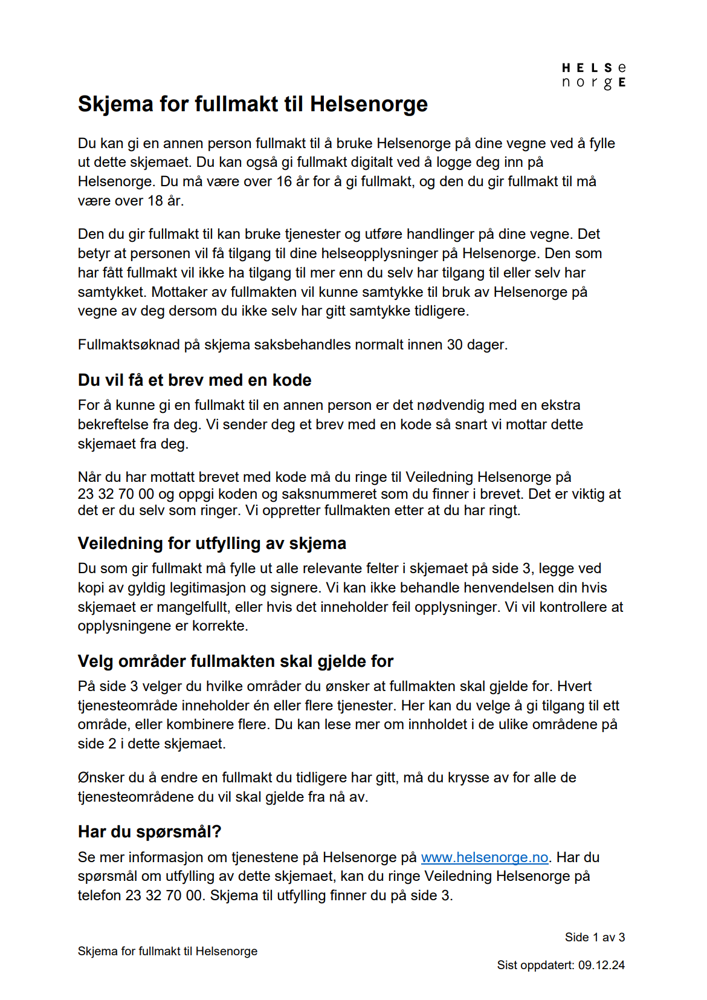 HELSe
norgE
Skjema for fullmakt til Helsenorge
Du kan gi en annen person fullmakt til å bruke Helsenorge på dine vegne ved å fylle
ut dette skjemaet. Du kan også gi fullmakt digitalt ved å logge deg inn på
Helsenorge. Du må være over 16 år for å gi fullmakt, og den du gir fullmakt til må
være over 18 år.
Den du gir fullmakt til kan bruke tjenester og utføre handlinger på dine vegne. Det
betyr at personen vil få tilgang til dine helseopplysninger på Helsenorge. Den som
har fått fullmakt vil ikke ha tilgang til mer enn du selv har tilgang til eller selv har
samtykket. Mottaker av fullmakten vil kunne samtykke til bruk av Helsenorge på
vegne av deg dersom du ikke selv har gitt samtykke tidligere.
Fullmaktsøknad på skjema saksbehandles normalt innen 30 dager.
Du vil få et brev med en kode
For å kunne gi en fullmakt til en annen person er det nødvendig med en ekstra
bekreftelse fra deg. Vi sender deg et brev med en kode så snart vi mottar dette
skjemaet fra deg.
Når du har mottatt brevet med kode må du ringe til Veiledning Helsenorge på
23 32 70 00 og oppgi koden og saksnummeret som du finner i brevet. Det er viktig at
det er du selv som ringer. Vi oppretter fullmakten etter at du har ringt.
Veiledning for utfylling av skjema
Du som gir fullmakt må fylle ut alle relevante felter i skjemaet på side 3, legge ved
kopi av gyldig legitimasjon og signere. Vi kan ikke behandle henvendelsen din hvis
skjemaet er mangelfullt, eller hvis det inneholder feil opplysninger. Vi vil kontrollere at
opplysningene er korrekte.
Velg områder fullmakten skal gjelde for
På side 3 velger du hvilke områder du ønsker at fullmakten skal gjelde for. Hvert
tjenesteområde inneholder én eller flere tjenester. Her kan du velge å gi tilgang til ett
område, eller kombinere flere. Du kan lese mer om innholdet i de ulike områdene på
side 2 i dette skjemaet.
Ønsker du å endre en fullmakt du tidligere har gitt, må du krysse av for alle de
tjenesteområdene du vil skal gjelde fra nå av.
Har du spørsmål?
Se mer informasjon om tjenestene på Helsenorge på www.helsenorge.no. Har du
spørsmål om utfylling av dette skjemaet, kan du ringe Veiledning Helsenorge på
telefon 23 32 70 00. Skjema til utfylling finner du på side 3.
Side 1 av 3
Skjema for fullmakt til Helsenorge
Sist oppdatert: 09.12.24